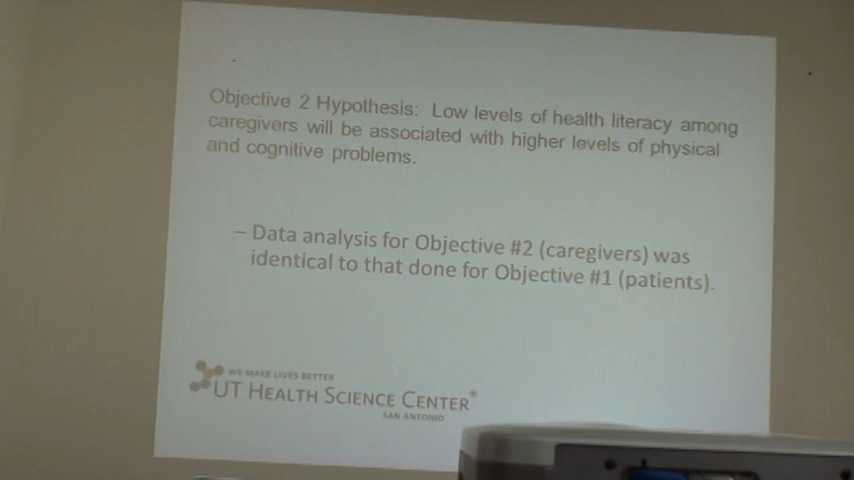 Objective 2 Hypothesis: Low levels of health literacy among
caregivers will be associated with higher levels of physical
and cognitive problems.
– Data analysis for Objective #2 (caregivers) was
identical to that done for Objective #1 (patients).
WE MAKE LIVES BETTER
UT HEALTH SCIENCE CENTER®
SAN ANTONIO